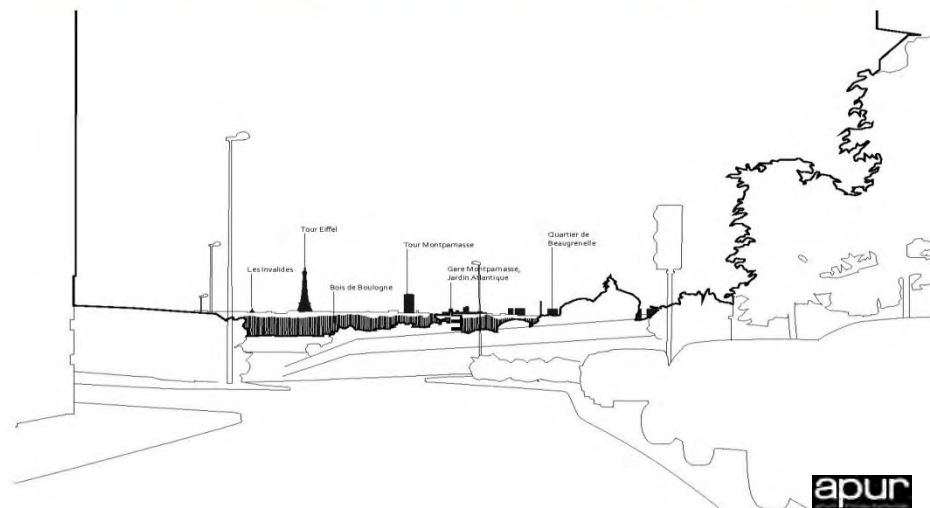 Tour Eiffel
Les Invalides
Bois de Boulogne
Tour Montparnasse
Gare Montparnasse,
Jardin Atlantique
Quartier de
Beaugrenelle
apur